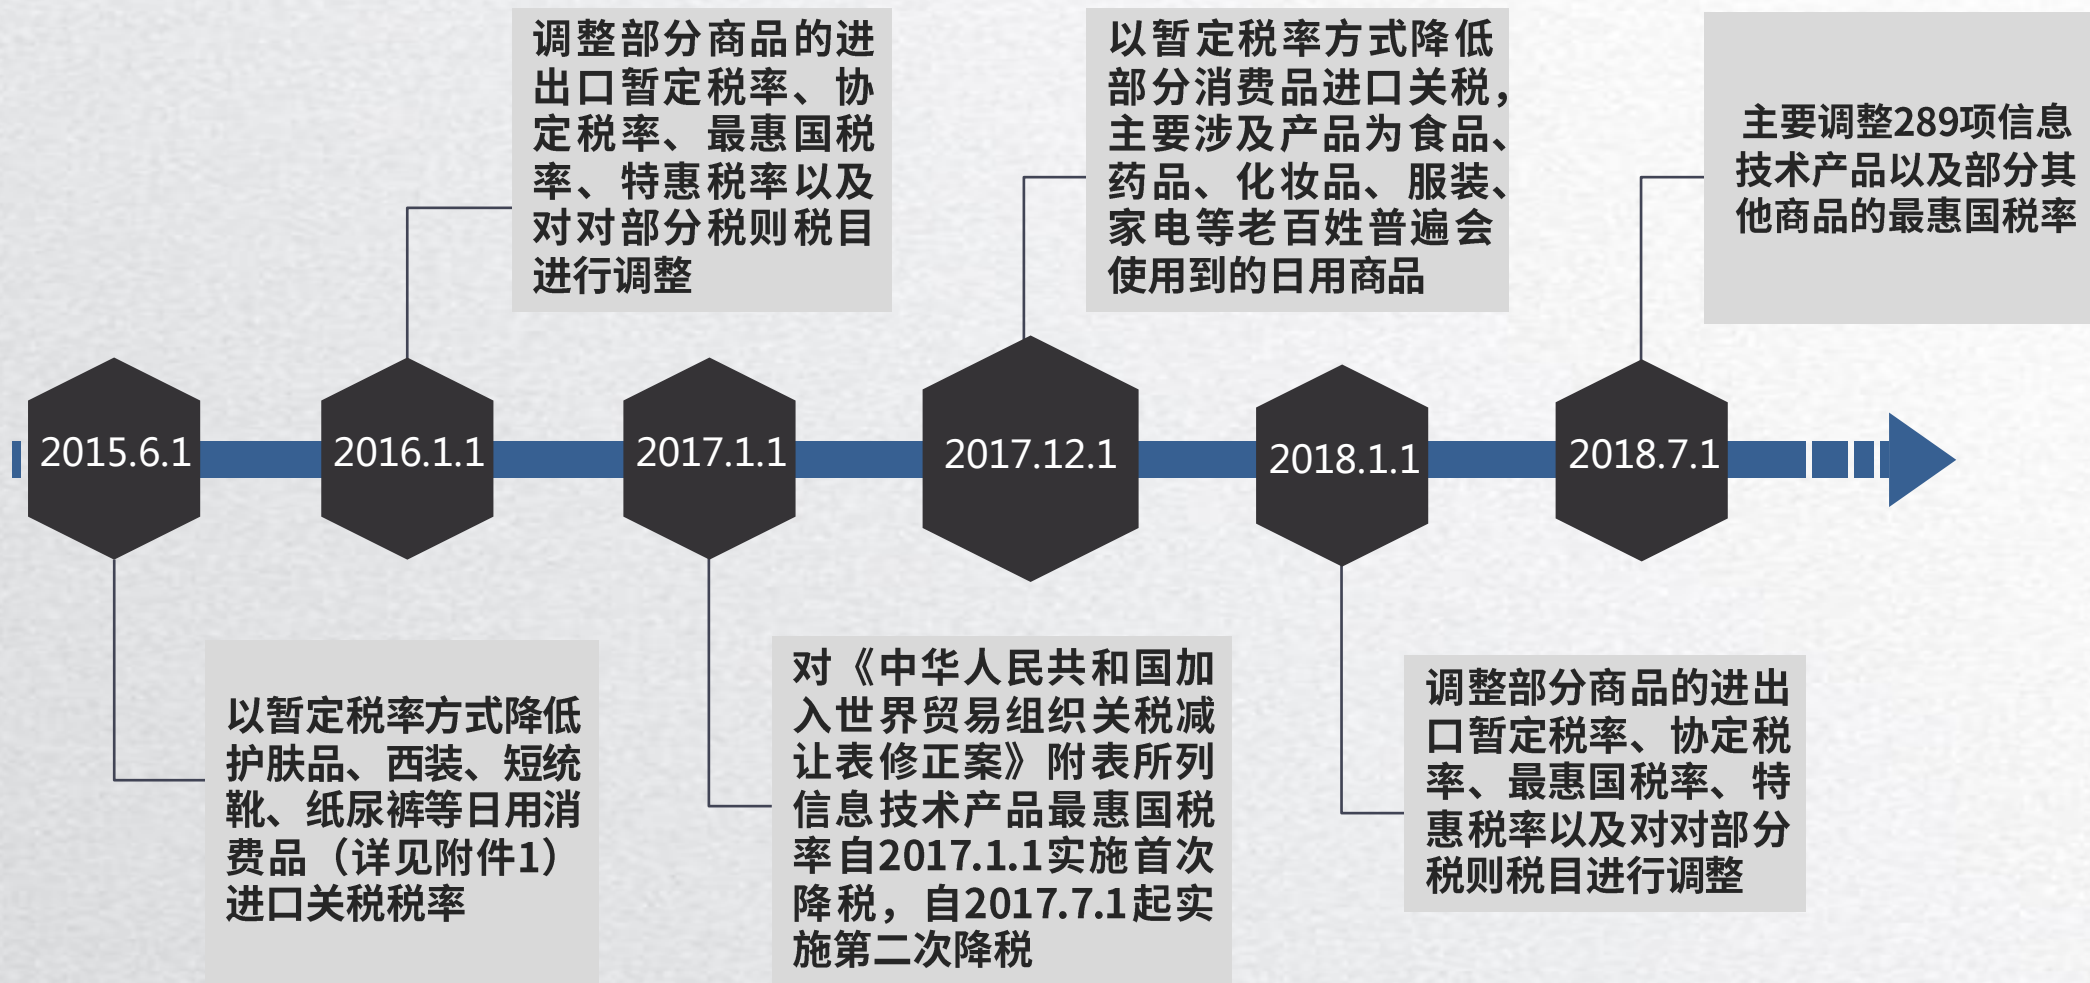 调整部分商品的进
出口暂定税率、协
定税率、最惠国税
率、特惠税率以及
对对部分税则税目
进行调整
以暂定税率方式降低
部分消费品进口关税，
主要涉及产品为食品、
药品、化妆品、服装、
家电等老百姓普遍会
使用到的日用商品
主要调整289项信息
技术产品以及部分其
他商品的最惠国税率
2015.6.1
2016.1.1
2017.1.1
2017.12.1
2018.1.1
2018.7.1
以暂定税率方式降低
护肤品、西装、短统
靴、纸尿裤等日用消
费品（详见附件1）
进口关税税率
对《中华人民共和国加
入世界贸易组织关税减
让表修正案》附表所列
信息技术产品最惠国税
率自2017.1.1实施首次
降税，自2017.7.1起实
施第二次降税
调整部分商品的进出
口暂定税率、协定税
率、最惠国税率、特
惠税率以及对对部分
税则税目进行调整